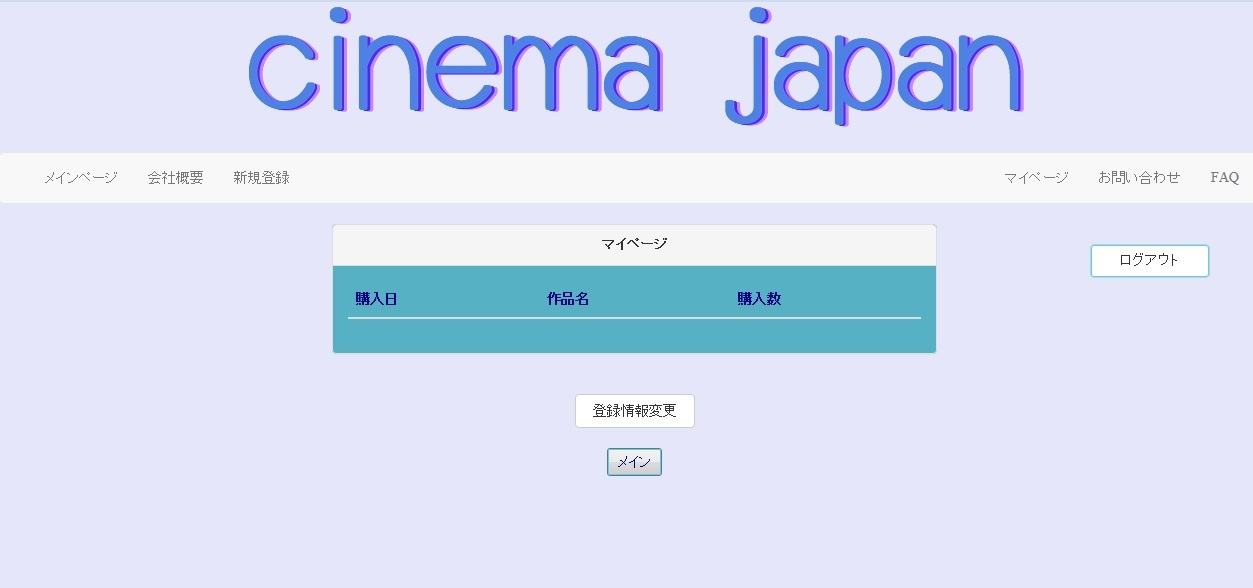 cinema japan
メインページ 会社概要 新規登録 マイページ お問い合わせ FAQ
マイページ
ログアウト
購入日 作品名 購入数
登録情報変更
メイン